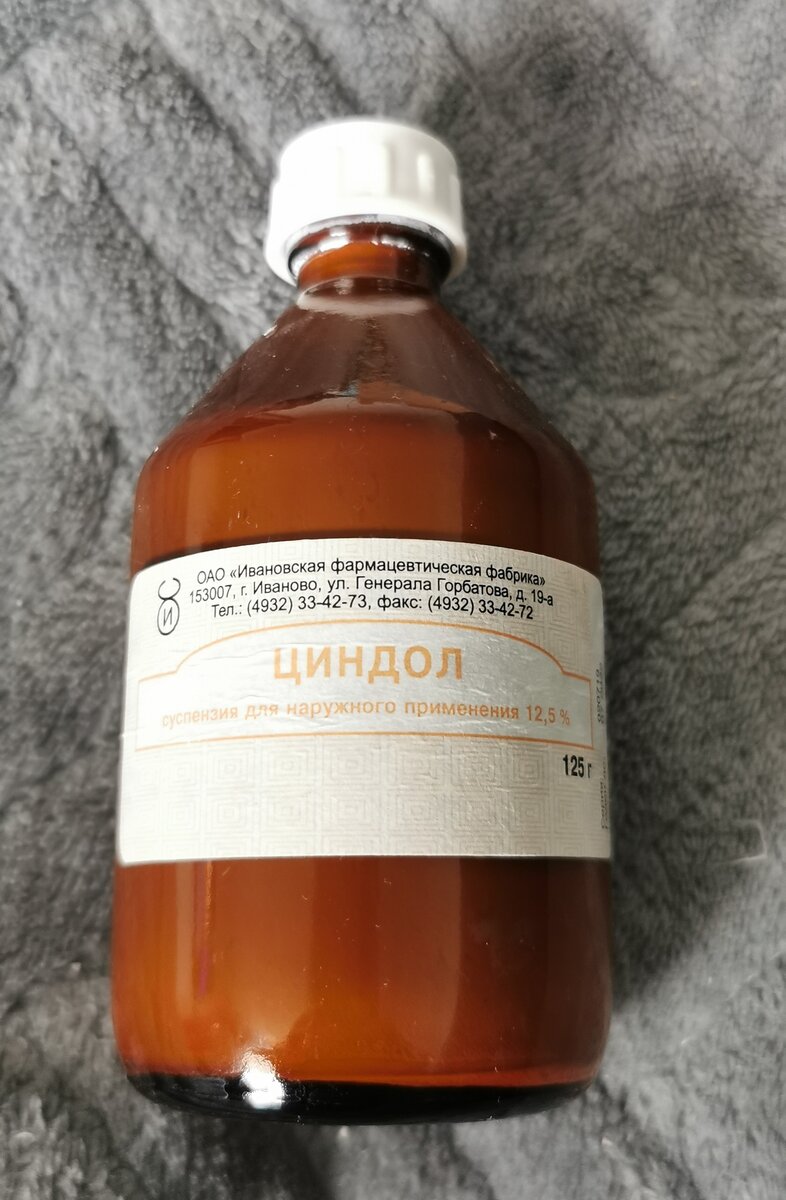 ОАО «Ивановская фармацевтическая фабрика»
153007, г. Иваново, ул. Генерала Горбатова, д. 19-а
Тел.: (4932) 33-42-73, факс: (4932) 33-42-72
И
ЦИНДОЛ
суспензия для наружного применения 12,5 %
125 г